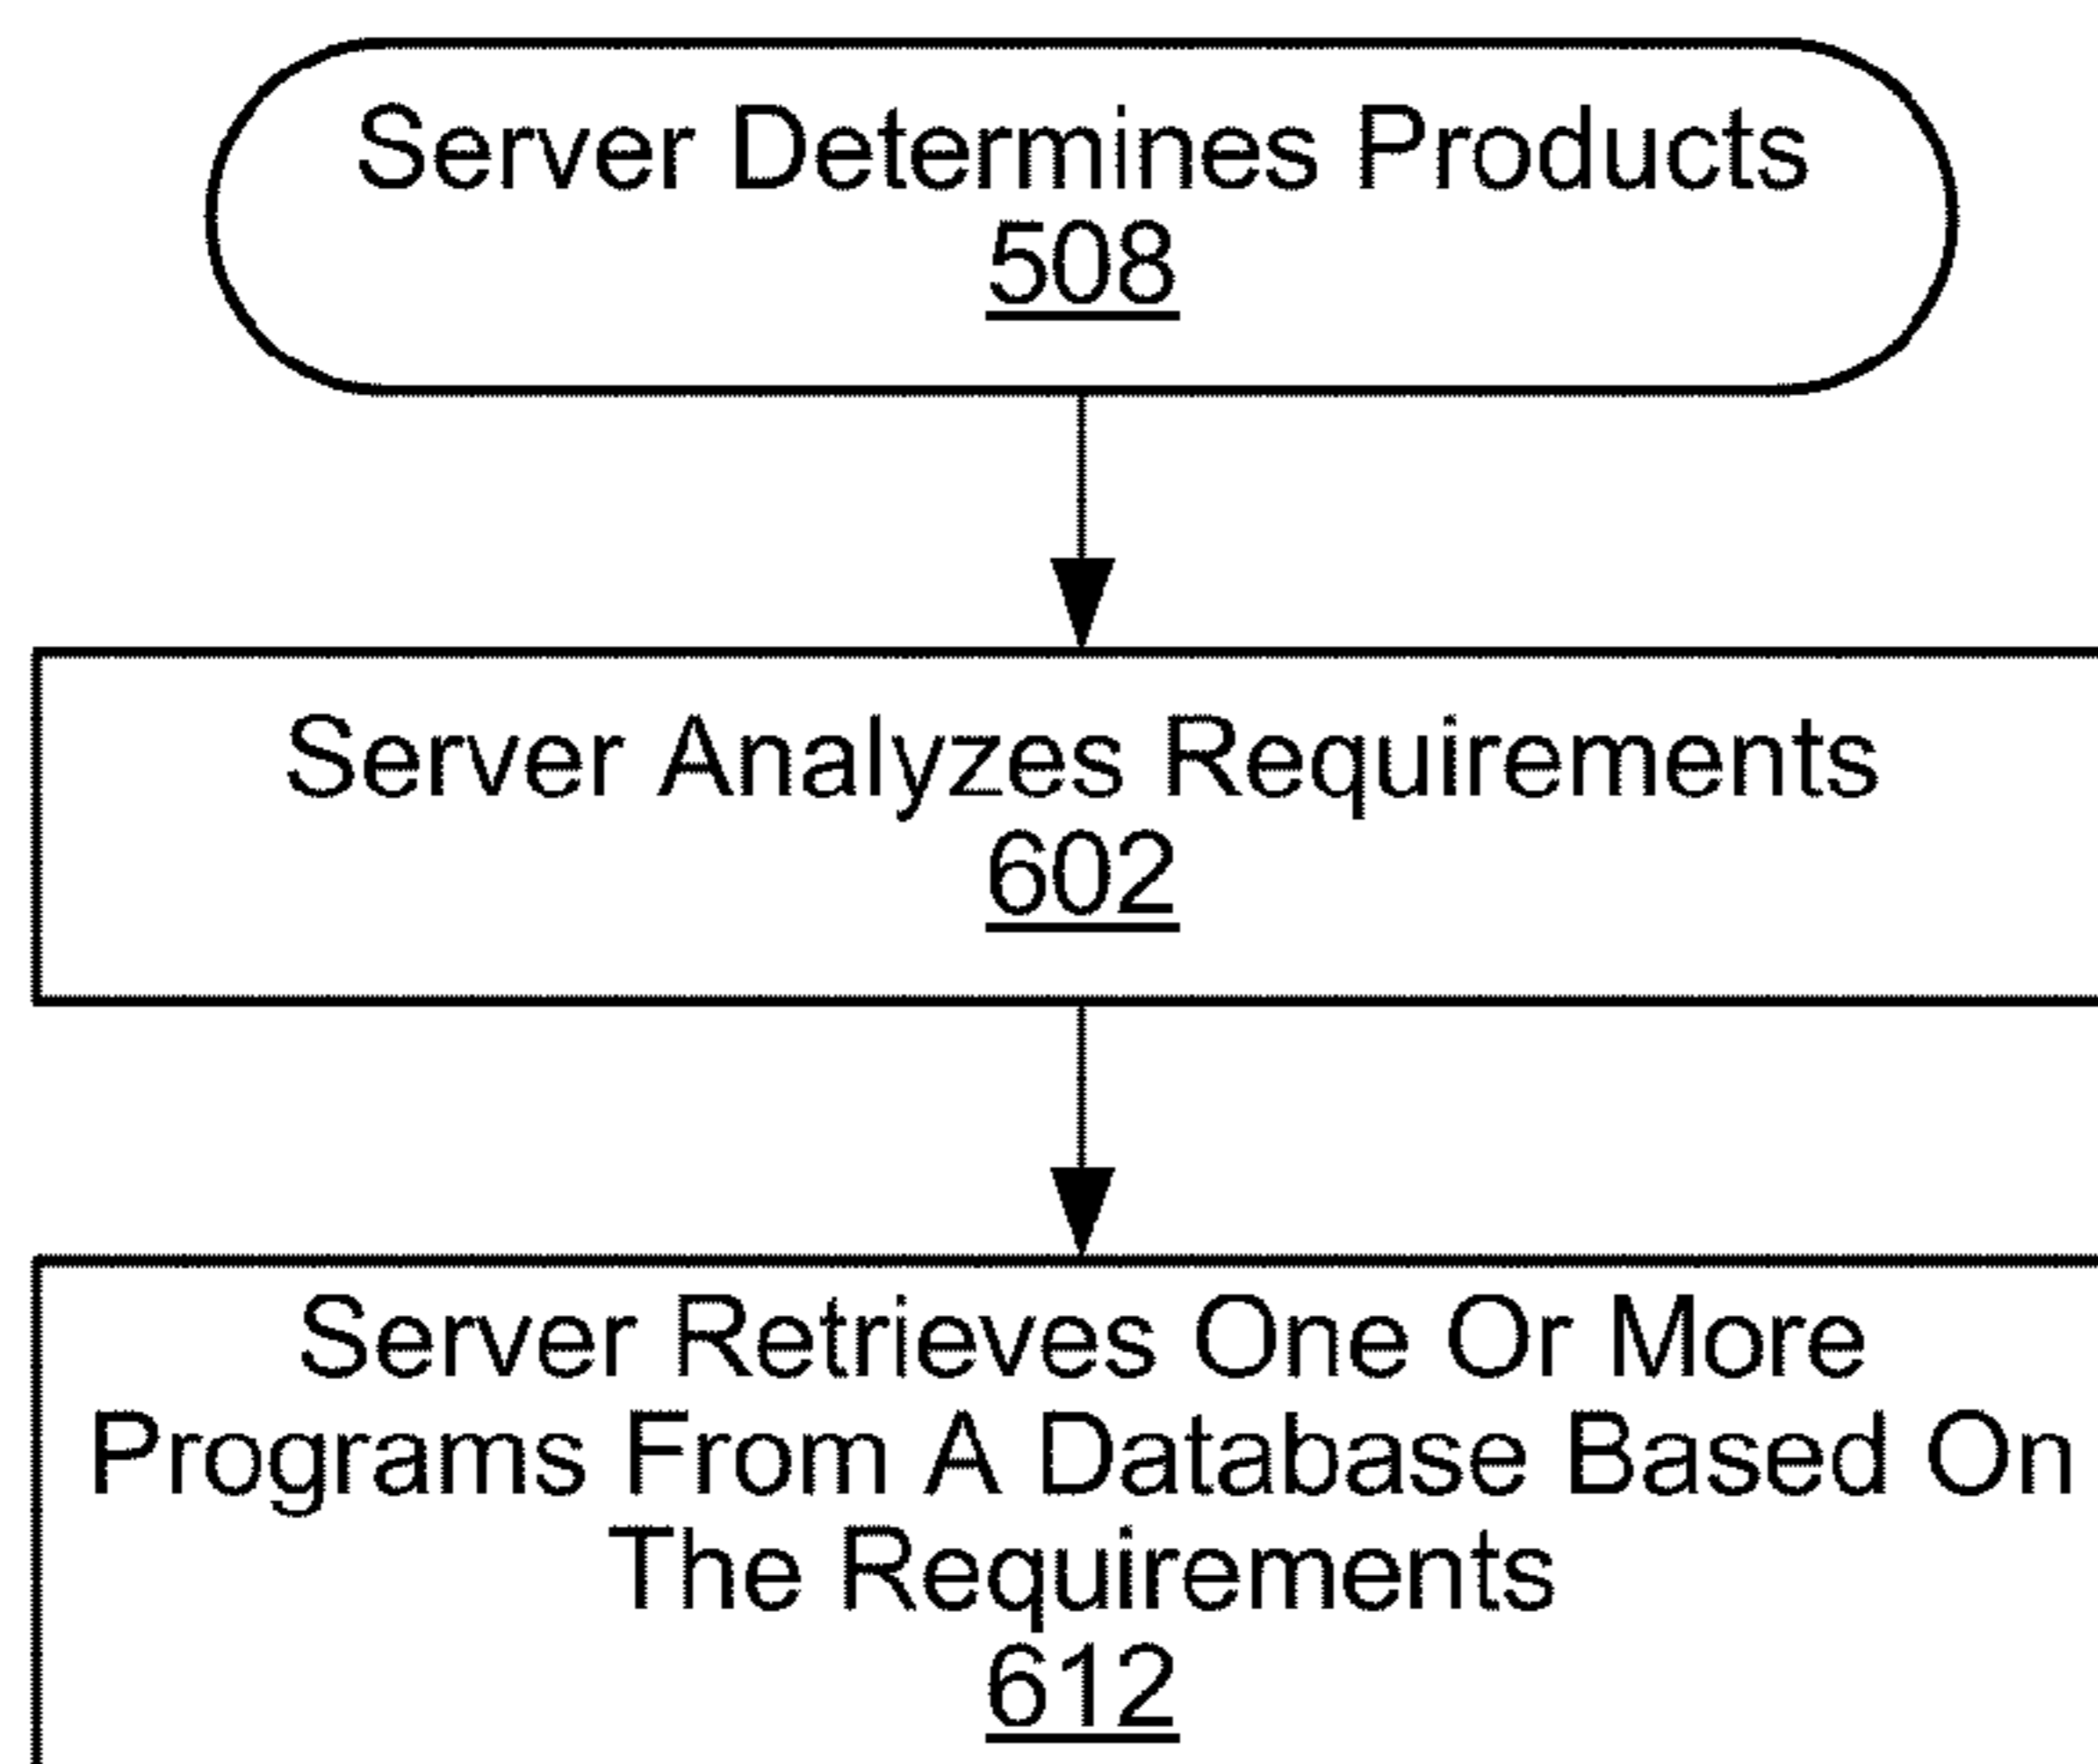 Server Determines Products
508
Server Analyzes Requirements
602
Server Retrieves One Or More
Programs From A Database Based On
The Requirements
612